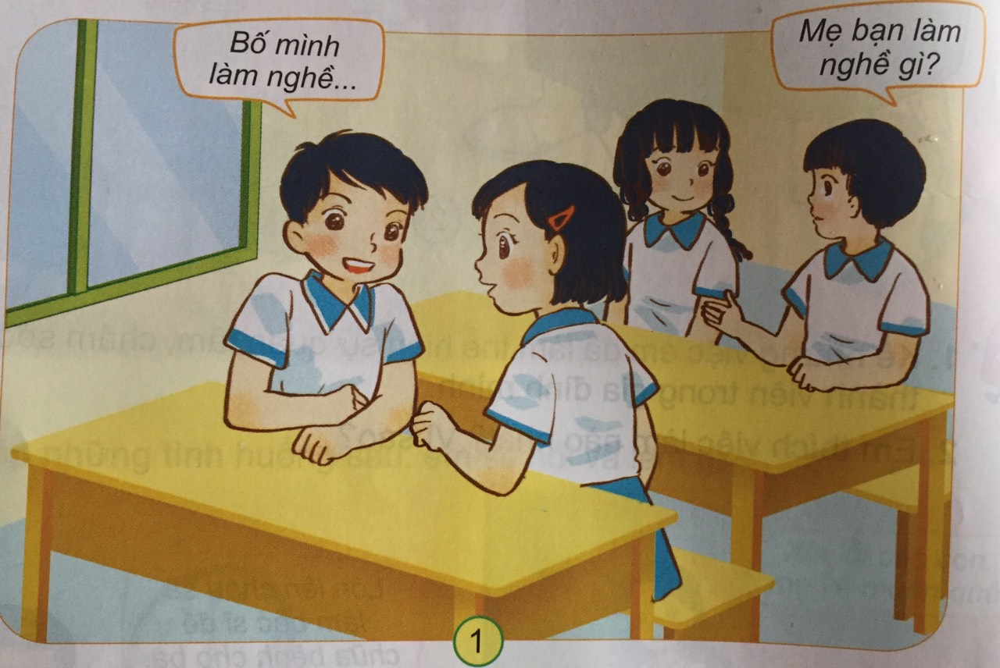 Bố mình
làm nghề...
Mẹ bạn làm
nghề gì?
1